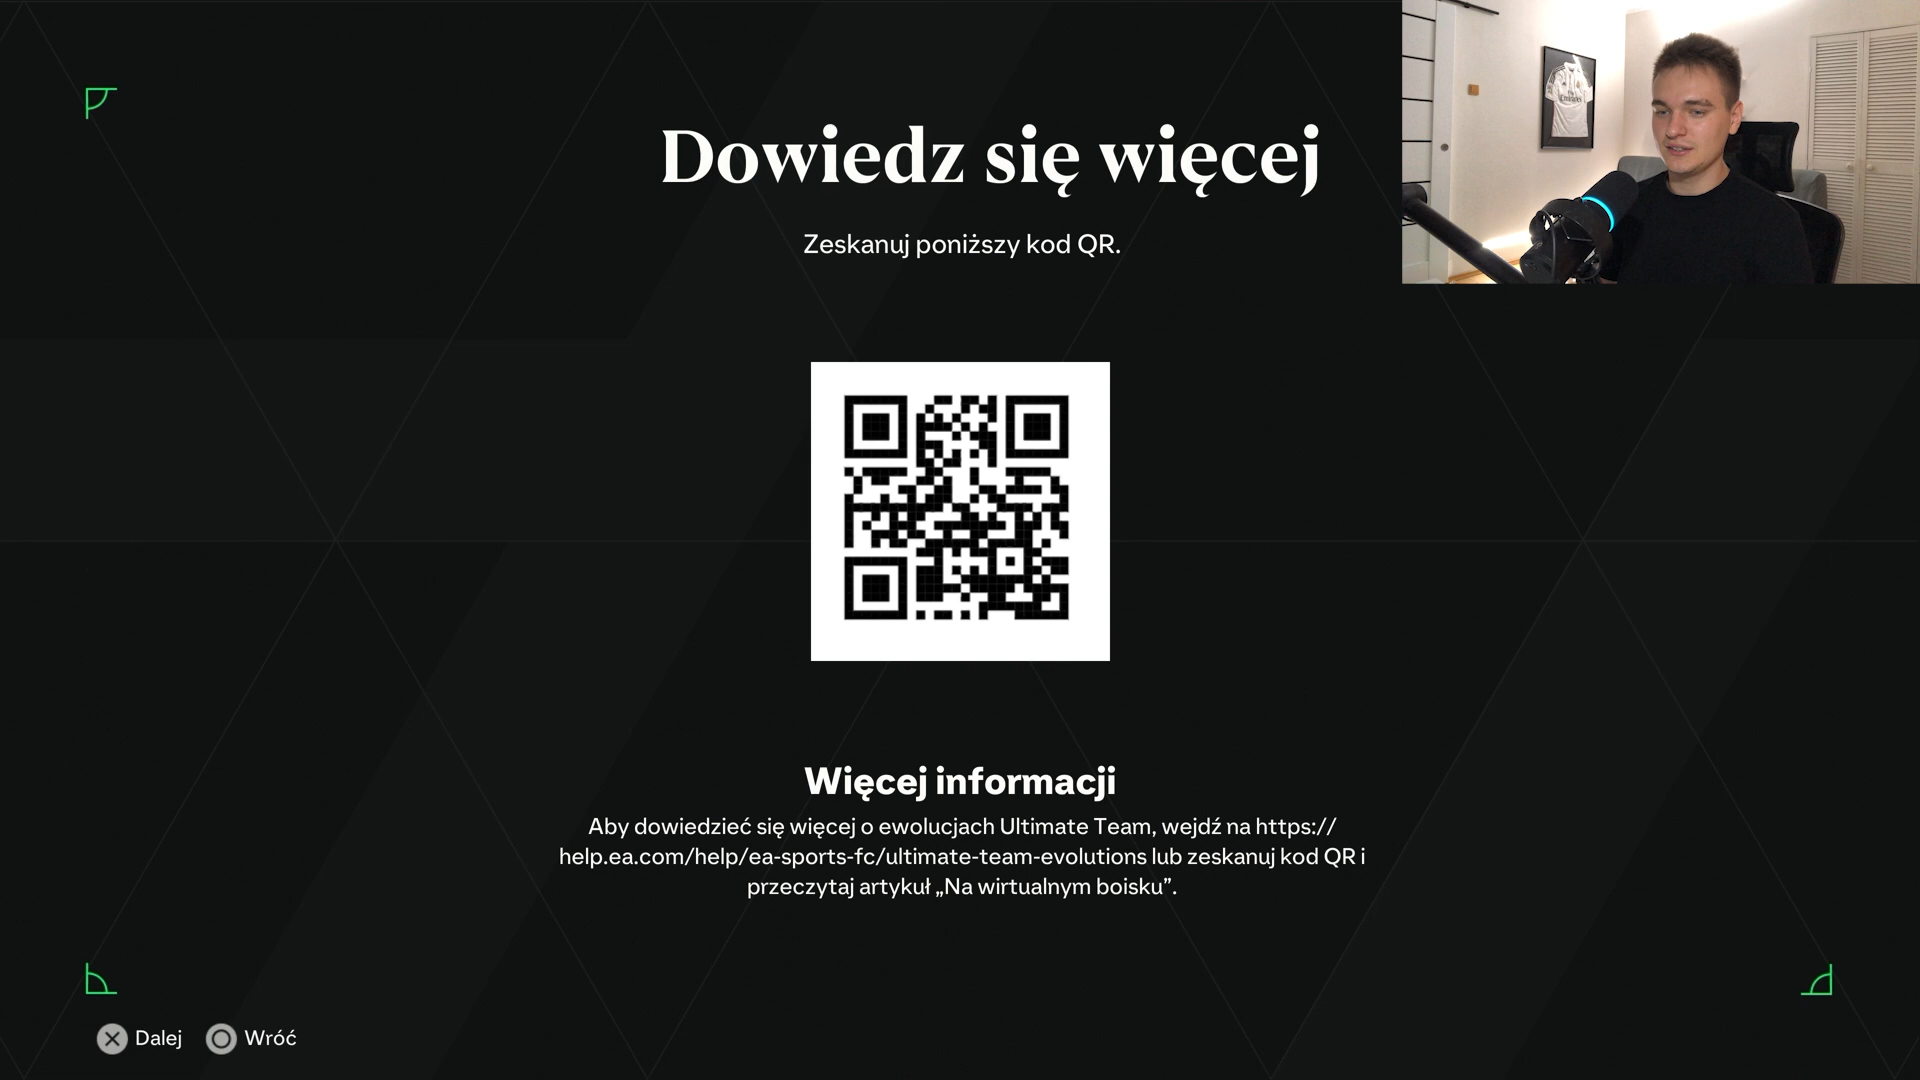 Dowiedz się więcej
Zeskanuj poniższy kod QR.
Więcej informacji
Aby dowiedzieć się więcej o ewolucjach Ultimate Team, wejdź na https://
help.ea.com/help/ea-sports-fc/ultimate-team-evolutions lub zeskanuj kod QR i
przeczytaj artykuł „Na wirtualnym boisku”.
Dalej
Wróć